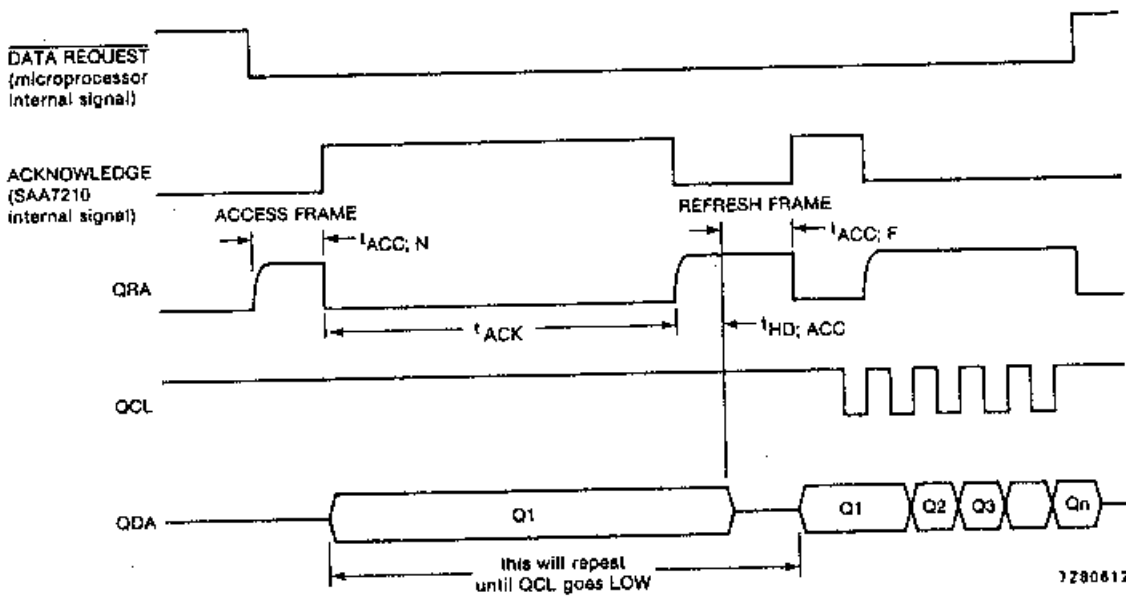 DATA REQUEST
(microprocessor
internal signal)
ACKNOWLEDGE
(SAA7210
internal signal)
ACCESS FRAME
REFRESH FRAME
tACC; N
tACC; F
QRA
tACK
tHD; ACC
QCL
QDA
Q1
Q1
Q2
Q3
Qn
this will repeat
until QCL goes LOW
7Z80612